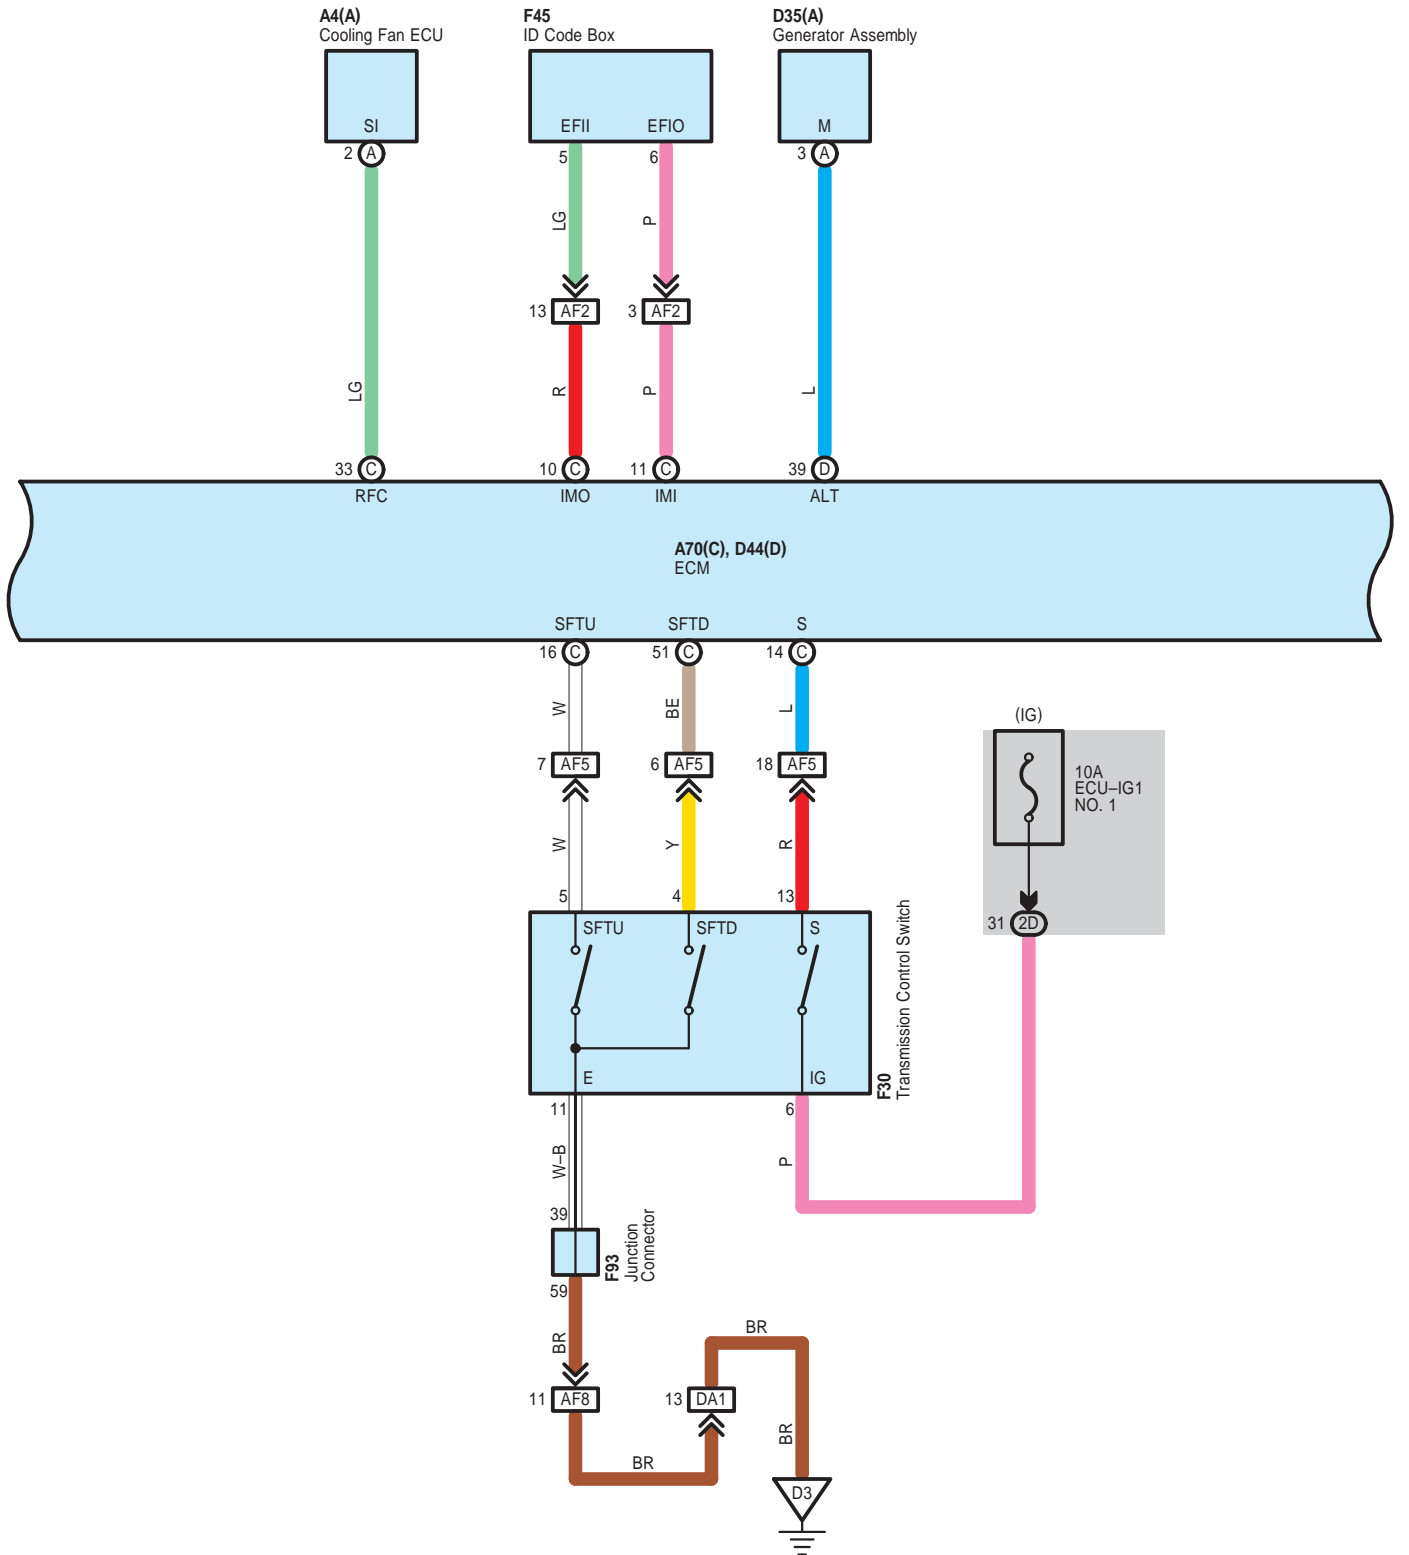 A4(A)
Cooling Fan ECU
F45
ID Code Box
D35(A)
Generator Assembly
SI
EFII
EFIO
M
2 A
5
6
3 A
LG
P
13 AF2
3 AF2
LG
R
P
L
33 C
10 C
11 C
39 D
RFC
IMO
IMI
ALT
A70(C), D44(D)
ECM
SFTU
SFTD
S
16 C
51 C
14 C
W
BE
L
(IG)
7 AF5
6 AF5
18 AF5
10A
ECU–IG1
NO. 1
W
Y
R
5
4
13
31 2D
SFTU
SFTD
S
E
IG
F30
Transmission Control Switch
11
6
W–B
P
39
F93
Junction
Connector
59
BR
BR
11 AF8
13 DA1
BR
BR
D3